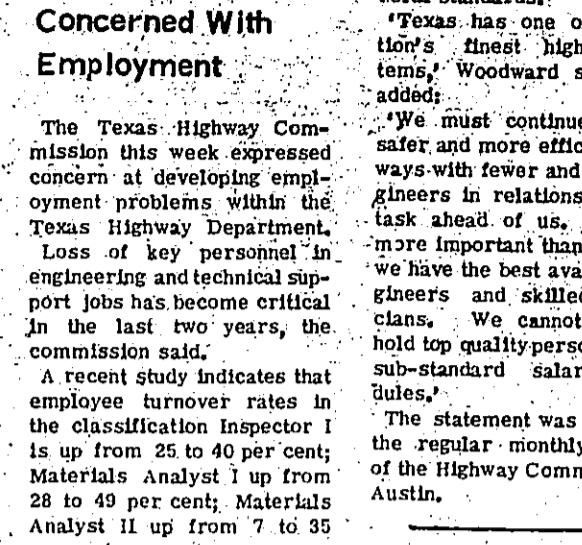 Concerned With
Employment
The Texas Highway Com-
mission this week expressed
concern at developing empl-
oyment problems within the
Texas Highway Department.
Loss of key personnel in
engineering and technical sup-
port jobs has become critical
in the last two years, the
commission said.
A recent study indicates that
employee turnover rates in
the classification Inspector I
is up from 25 to 40 per cent;
Materials Analyst I up from
28 to 49 per cent; Materials
Analyst II up from 7 to 35
'Texas has one o
tion's finest high
tems,' Woodward s
added:
'We must continue
safer and more effic
ways with fewer and
gineers in relations
task ahead of us.
more important than
we have the best ava
gineers and skilled
cians. We cannot
hold top quality perso
sub-standard salar
dules.'
The statement was
the regular monthly
of the Highway Comm
Austin.